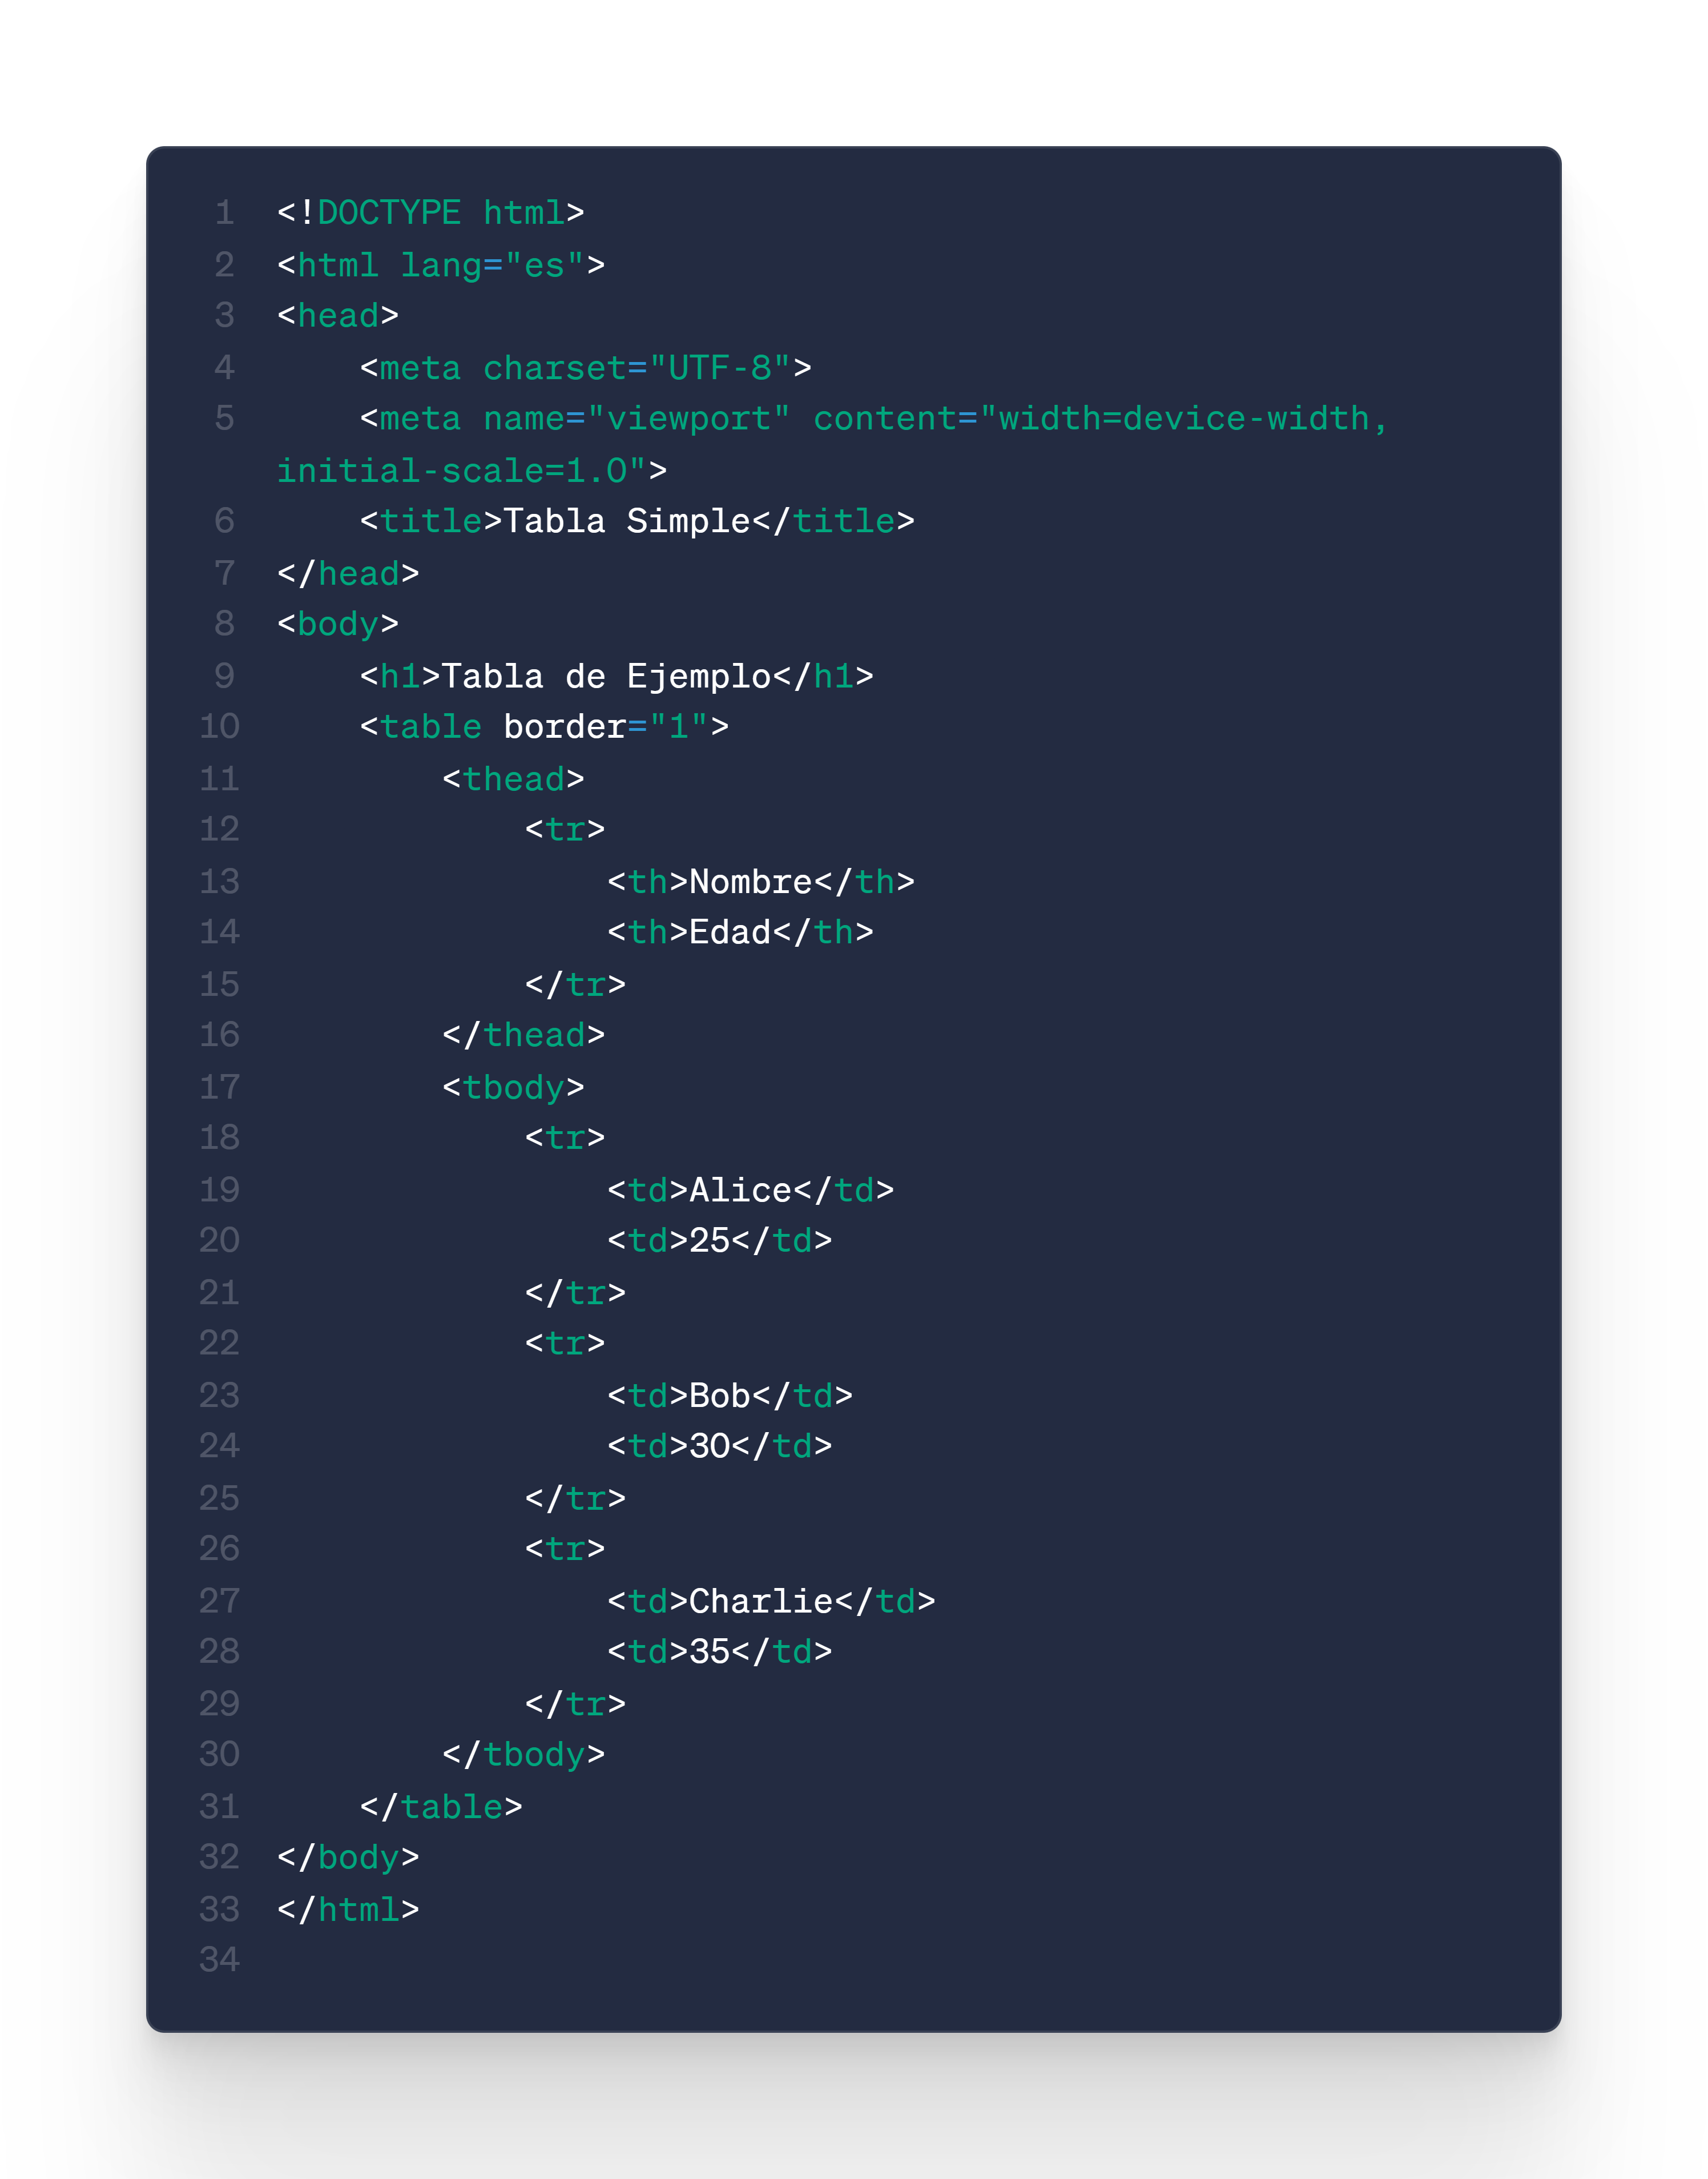 1 <!DOCTYPE html>
2 <html lang="es">
3 <head>
4     <meta charset="UTF-8">
5     <meta name="viewport" content="width=device-width,
initial-scale=1.0">
6     <title>Tabla Simple</title>
7 </head>
8 <body>
9     <h1>Tabla de Ejemplo</h1>
10     <table border="1">
11         <thead>
12             <tr>
13                 <th>Nombre</th>
14                 <th>Edad</th>
15             </tr>
16         </thead>
17         <tbody>
18             <tr>
19                 <td>Alice</td>
20                 <td>25</td>
21             </tr>
22             <tr>
23                 <td>Bob</td>
24                 <td>30</td>
25             </tr>
26             <tr>
27                 <td>Charlie</td>
28                 <td>35</td>
29             </tr>
30         </tbody>
31     </table>
32 </body>
33 </html>
34